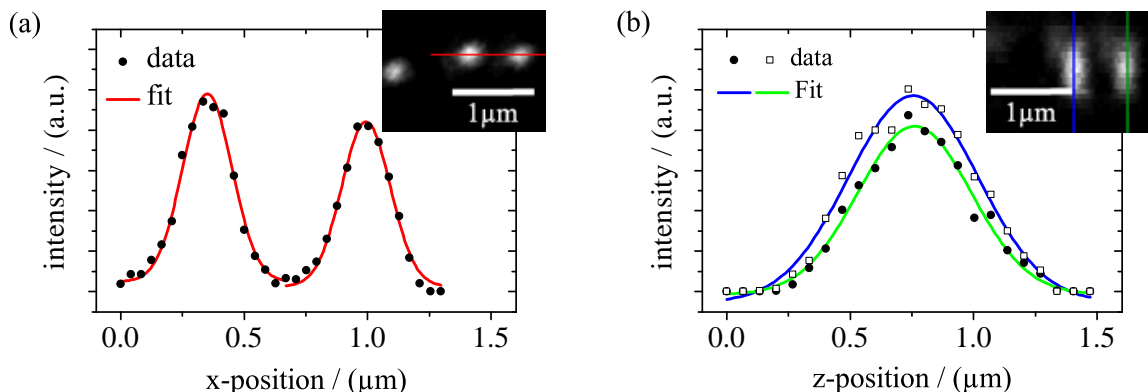 (a)
data
fit
1µm
intensity / (a.u.)
0.0 0.5 1.0 1.5
x-position / (µm)
(b)
data
Fit
1µm
intensity / (a.u.)
0.0 0.5 1.0 1.5
z-position / (µm)